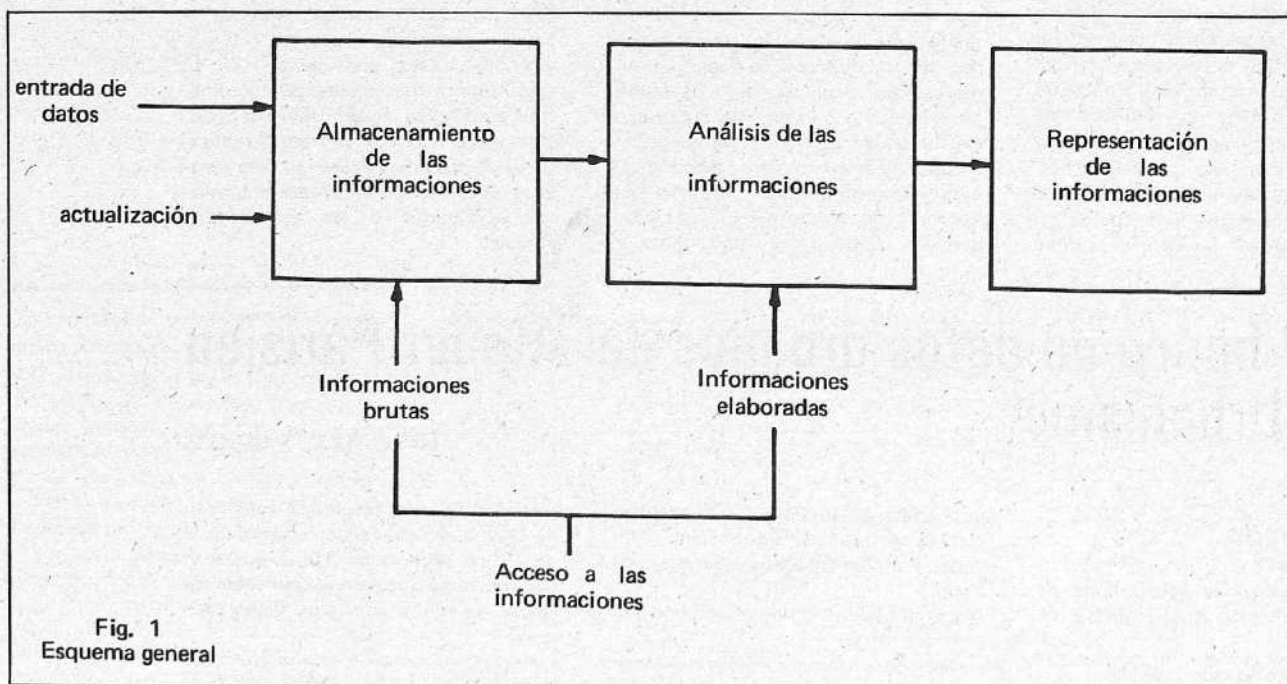 entrada de
datos
actualización
Almacenamiento
de las
informaciones
Análisis de las
informaciones
Representación
de las
informaciones
Informaciones
brutas
Informaciones
elaboradas
Acceso a las
informaciones
Fig. 1
Esquema general